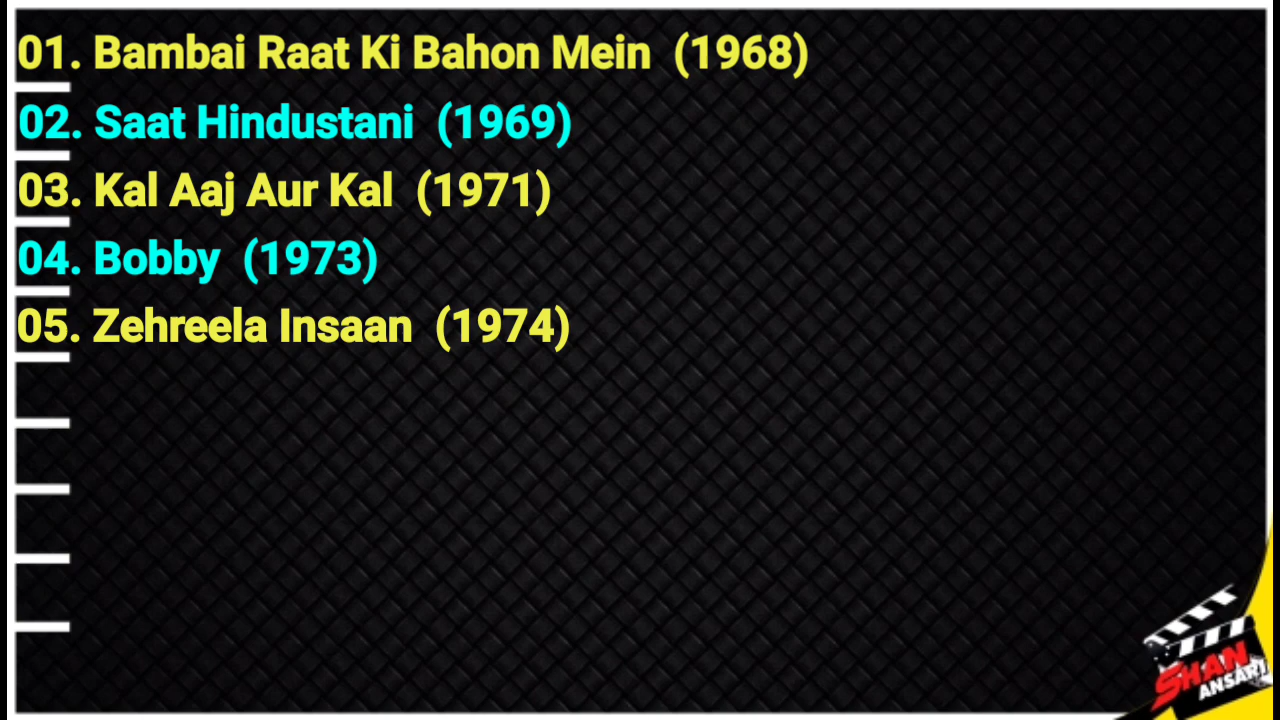 01. Bambai Raat Ki Bahon Mein (1968)
02. Saat Hindustani (1969)
03. Kal Aaj Aur Kal (1971)
04. Bobby (1973)
05. Zehreela Insaan (1974)
SHAN
ANSARI